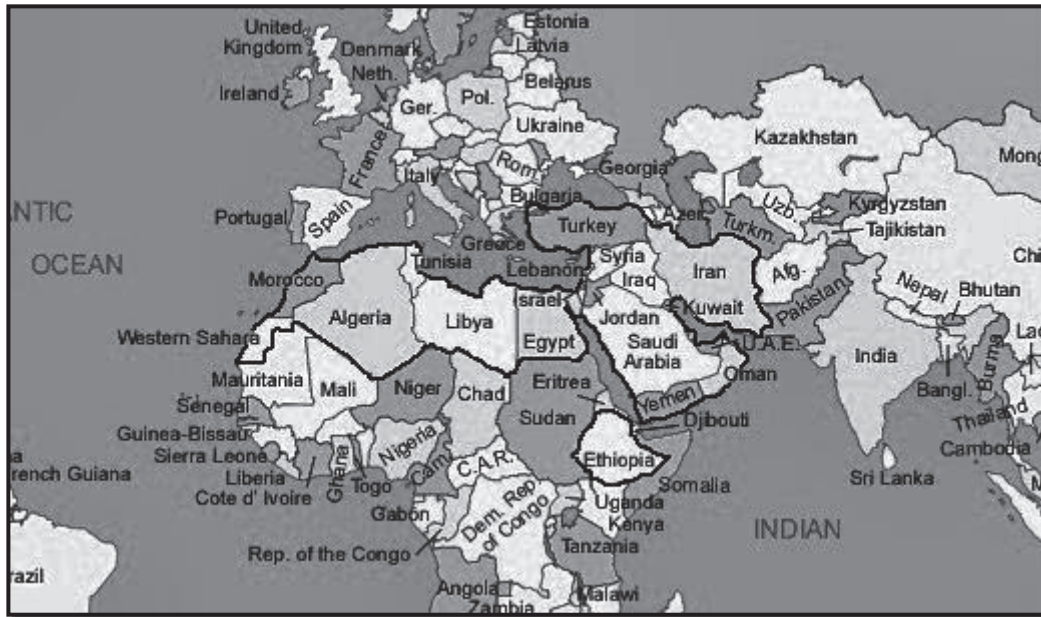 United
Kingdom
Denmark
Estonia
Latvia
Neth.
Belarus
Ireland
Ger.
Pol.
Ukraine
Kazakhstan
France
Rom.
Georgia
Mong
Italy
Bulgaria
Azer.
Uzb.
Kyrgyzstan
ANTIC
OCEAN
Portugal
Spain
Turkey
Turkm.
Tajikistan
Greece
Tunisia
Lebanon
Syria
Iran
Afg.
Chi
Morocco
Iraq
Israel
Kuwait
Pakistan
Nepal
Bhutan
Algeria
Libya
Jordan
Western Sahara
Egypt
Saudi
Arabia
U.A.E.
India
Lao
Mauritania
Mali
Niger
Chad
Eritrea
Oman
Yemen
Bangl.
Burma
Senegal
Sudan
Djibouti
Thailand
Guinea-Bissau
Nigeria
Cambodia
Sierra Leone
Ghana
Cam.
C.A.R.
Ethiopia
a
rench Guiana
Liberia
Togo
Somalia
Sri Lanka
M
Cote d' Ivoire
Gabon
Dem. Rep
of Congo
Uganda
Kenya
INDIAN
Rep. of the Congo
Tanzania
razil
Angola
Malawi
Zambia